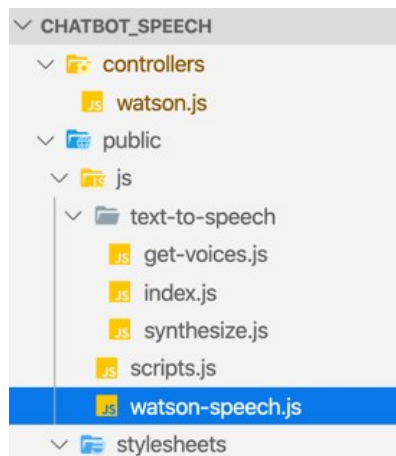 CHATBOT_SPEECH
controllers
JS watson.js
public
js
text-to-speech
JS get-voices.js
JS index.js
JS synthesize.js
JS scripts.js
JS watson-speech.js
stylesheets